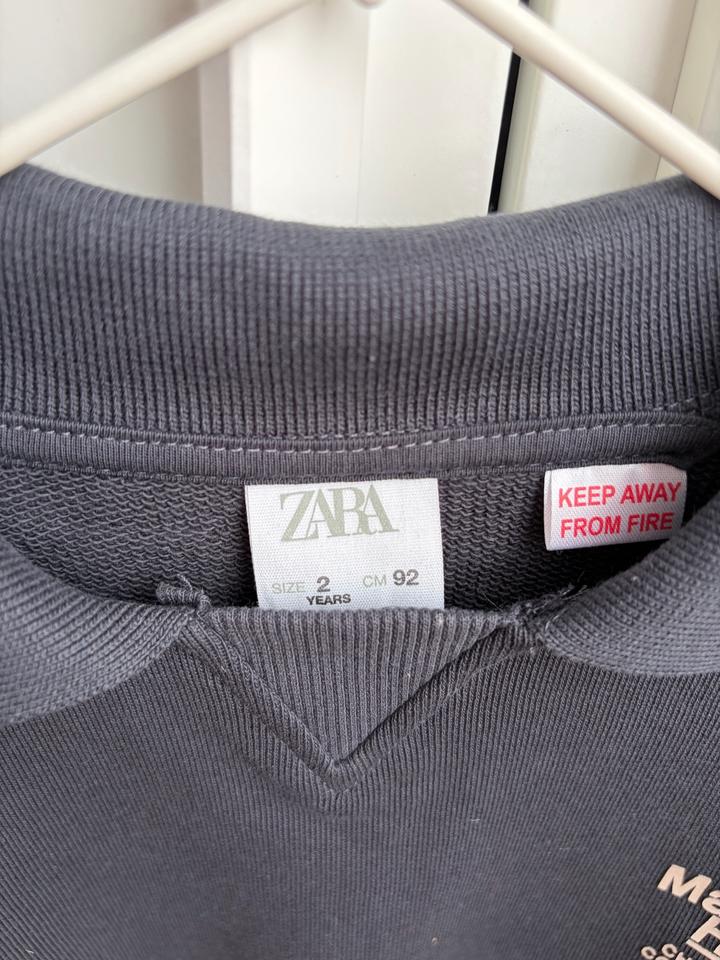 ZARA
SIZE 2 YEARS CM 92
KEEP AWAY
FROM FIRE